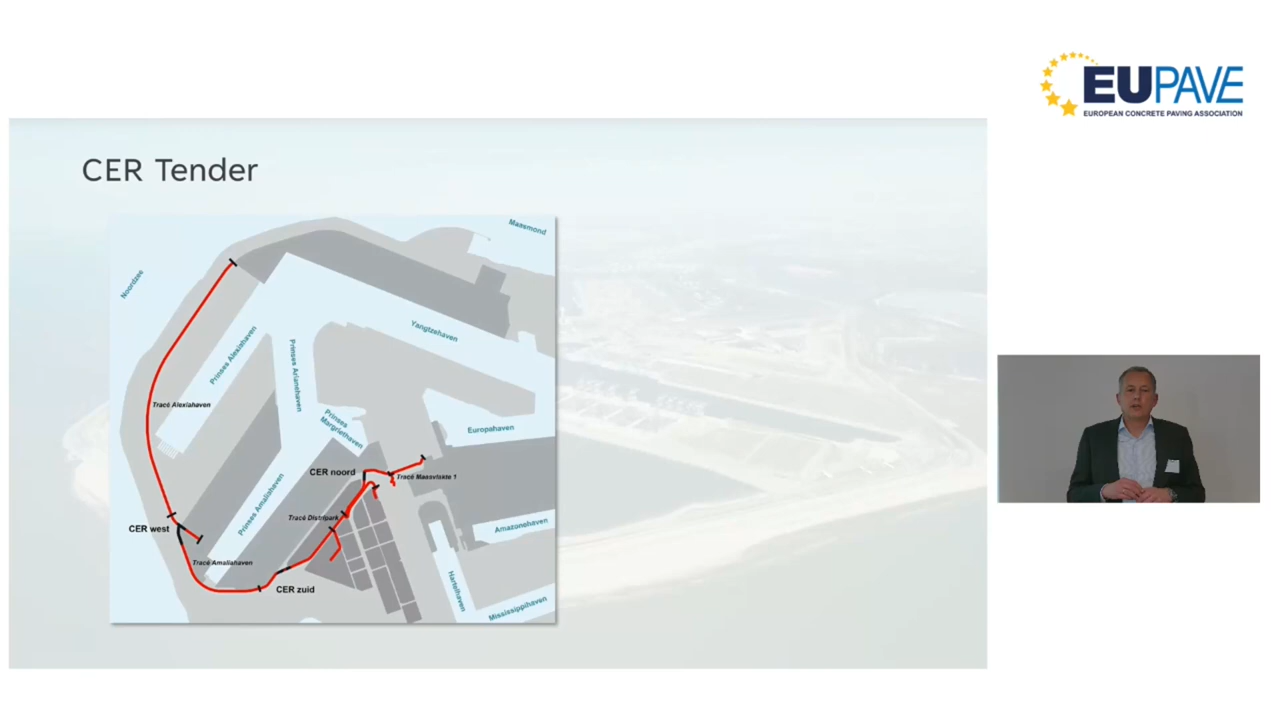 EUPAVE
EUROPEAN CONCRETE PAVING ASSOCIATION
CER Tender
Maasmond
Noordzee
Yangtzehaven
Prinses Alexiahaven
Prinses Arianehaven
Tracé Alexiahaven
Prinses
Margriethaven
Europahaven
CER noord
Tracé Maasvlakte 1
Prinses Amaliahaven
Tracé Distripark
CER west
Amazonehaven
Tracé Amaliahaven
Hartelhaven
CER zuid
Mississippihaven